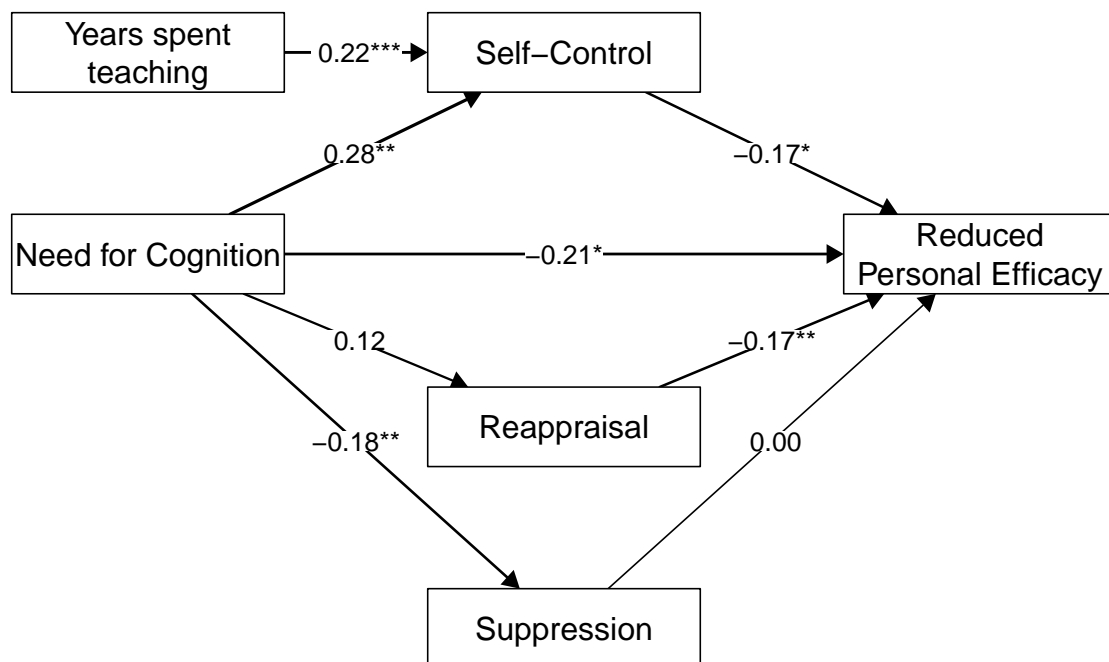 Years spent
teaching
0.22***
Self−Control
0.28**
−0.17*
Need for Cognition
−0.21*
Reduced
Personal Efficacy
0.12
−0.17**
Reappraisal
−0.18**
0.00
Suppression